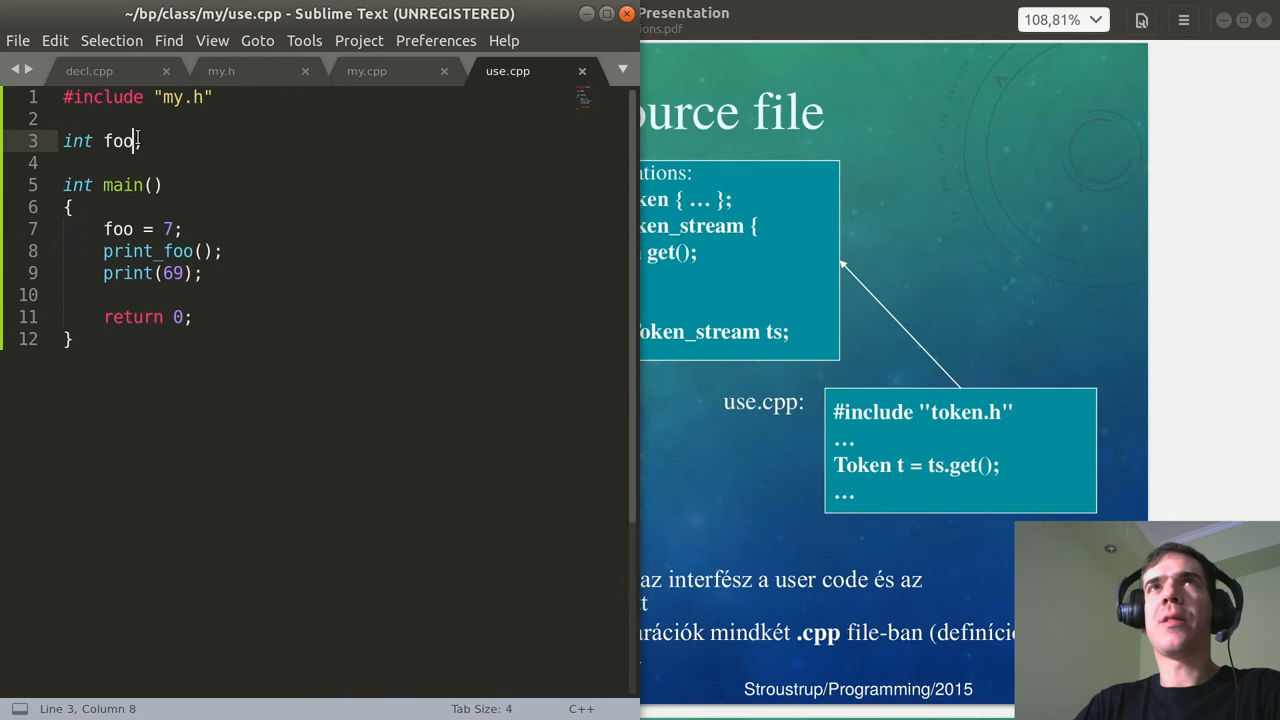 ~/bp/class/my/use.cpp - Sublime Text (UNREGISTERED)
File Edit Selection Find View Goto Tools Project Preferences Help
decl.cpp my.h my.cpp use.cpp
1 #include "my.h"
2
3 int foo;
4
5 int main()
6 {
7 foo = 7;
8 print_foo();
9 print(69);
10
11 return 0;
12 }
Line 3, Column 8 Tab Size: 4 C++
Presentation
ons.pdf
108,81%
ource file
ations:
ken { … };
ken_stream {
get();
oken_stream ts;
use.cpp:
#include "token.h"
…
Token t = ts.get();
…
az interfész a user code és az
t
rációk mindkét .cpp file-ban (definíció
Stroustrup/Programming/2015